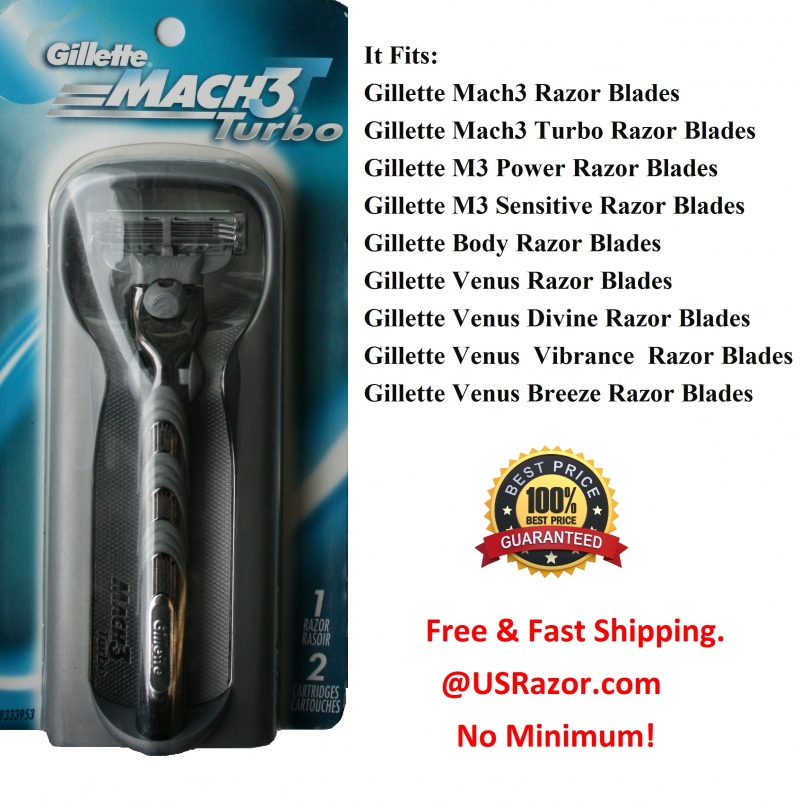 Gillette
MACH3
Turbo
It Fits:
Gillette Mach3 Razor Blades
Gillette Mach3 Turbo Razor Blades
Gillette M3 Power Razor Blades
Gillette M3 Sensitive Razor Blades
Gillette Body Razor Blades
Gillette Venus Razor Blades
Gillette Venus Divine Razor Blades
Gillette Venus Vibrance Razor Blades
Gillette Venus Breeze Razor Blades
BEST PRICE
100%
BEST PRICE
GUARANTEED
Free & Fast Shipping.
@USRazor.com
No Minimum!
MACH3
Turbo
Gillette
1
RAZOR
RASOIR
2
CARTRIDGES
CARTOUCHES
9333953